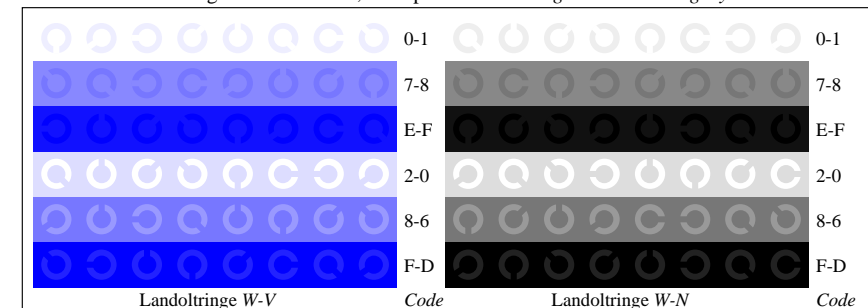 0-1 0-1
7-8 7-8
E-F E-F
2-0 2-0
8-6 8-6
F-D F-D
Landoltringe W-V Code Landoltringe W-N Code